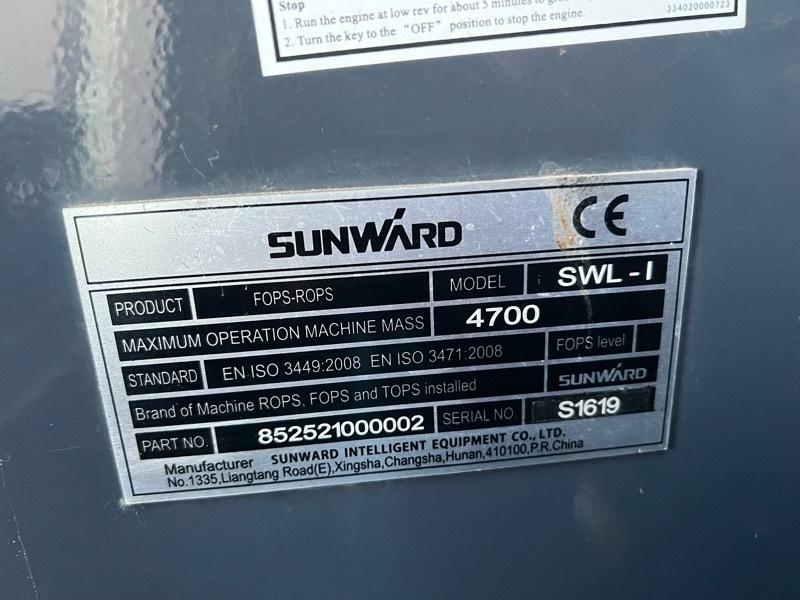 Stop
1. Run the engine at low rev for about 5 minutes to
2. Turn the key to the "OFF" position to stop the engine.
334020000723
SUNWARD CE
PRODUCT FOPS-ROPS MODEL SWL-I
MAXIMUM OPERATION MACHINE MASS 4700
STANDARD EN ISO 3449:2008 EN ISO 3471:2008 FOPS level
Brand of Machine ROPS, FOPS and TOPS installed SUNWARD
PART NO. 852521000002 SERIAL NO. S1619
Manufacturer SUNWARD INTELLIGENT EQUIPMENT CO., LTD.
No.1335,Liangtang Road(E),Xingsha,Changsha,Hunan,410100,P.R.China